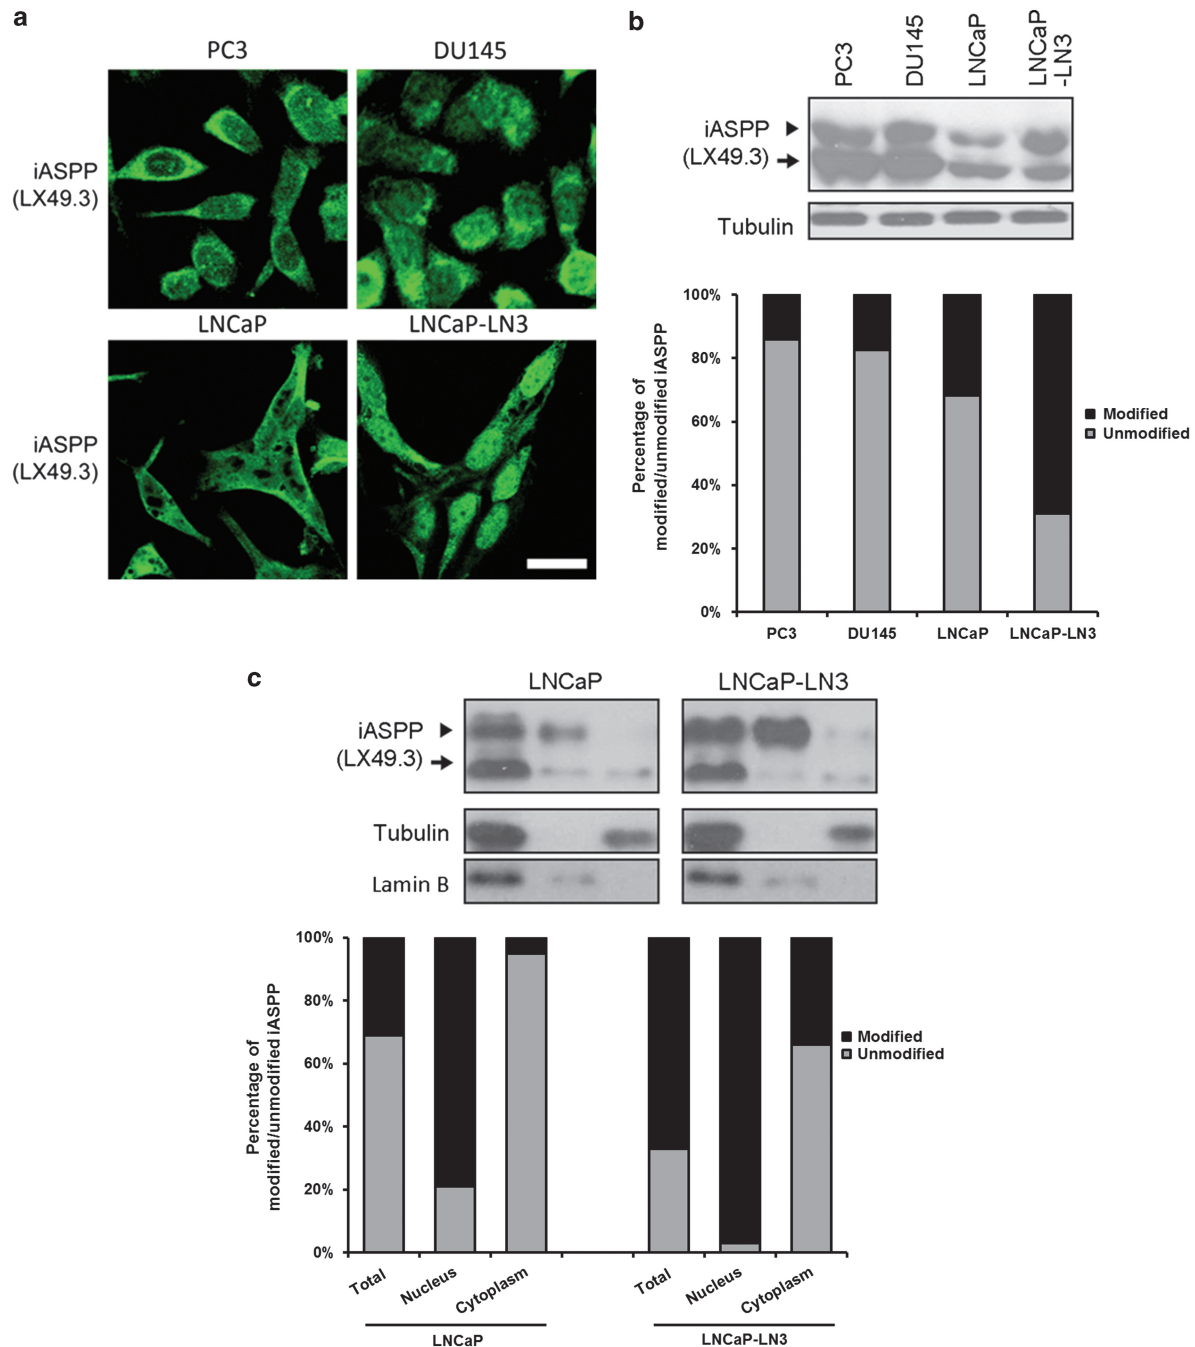 a
PC3
DU145
iASPP
(LX49.3)
LNCaP
LNCaP-LN3
iASPP
(LX49.3)
b
PC3
DU145
LNCaP
LNCaP
-LN3
iASPP
(LX49.3)
Tubulin
100%
80%
60%
40%
20%
0%
Percentage of
modified/unmodified iASPP
Modified
Unmodified
PC3
DU145
LNCaP
LNCaP-LN3
c
LNCaP
LNCaP-LN3
iASPP
(LX49.3)
Tubulin
Lamin B
100%
80%
60%
40%
20%
0%
Percentage of
modified/unmodified iASPP
Modified
Unmodified
Total
Nucleus
Cytoplasm
Total
Nucleus
Cytoplasm
LNCaP
LNCaP-LN3